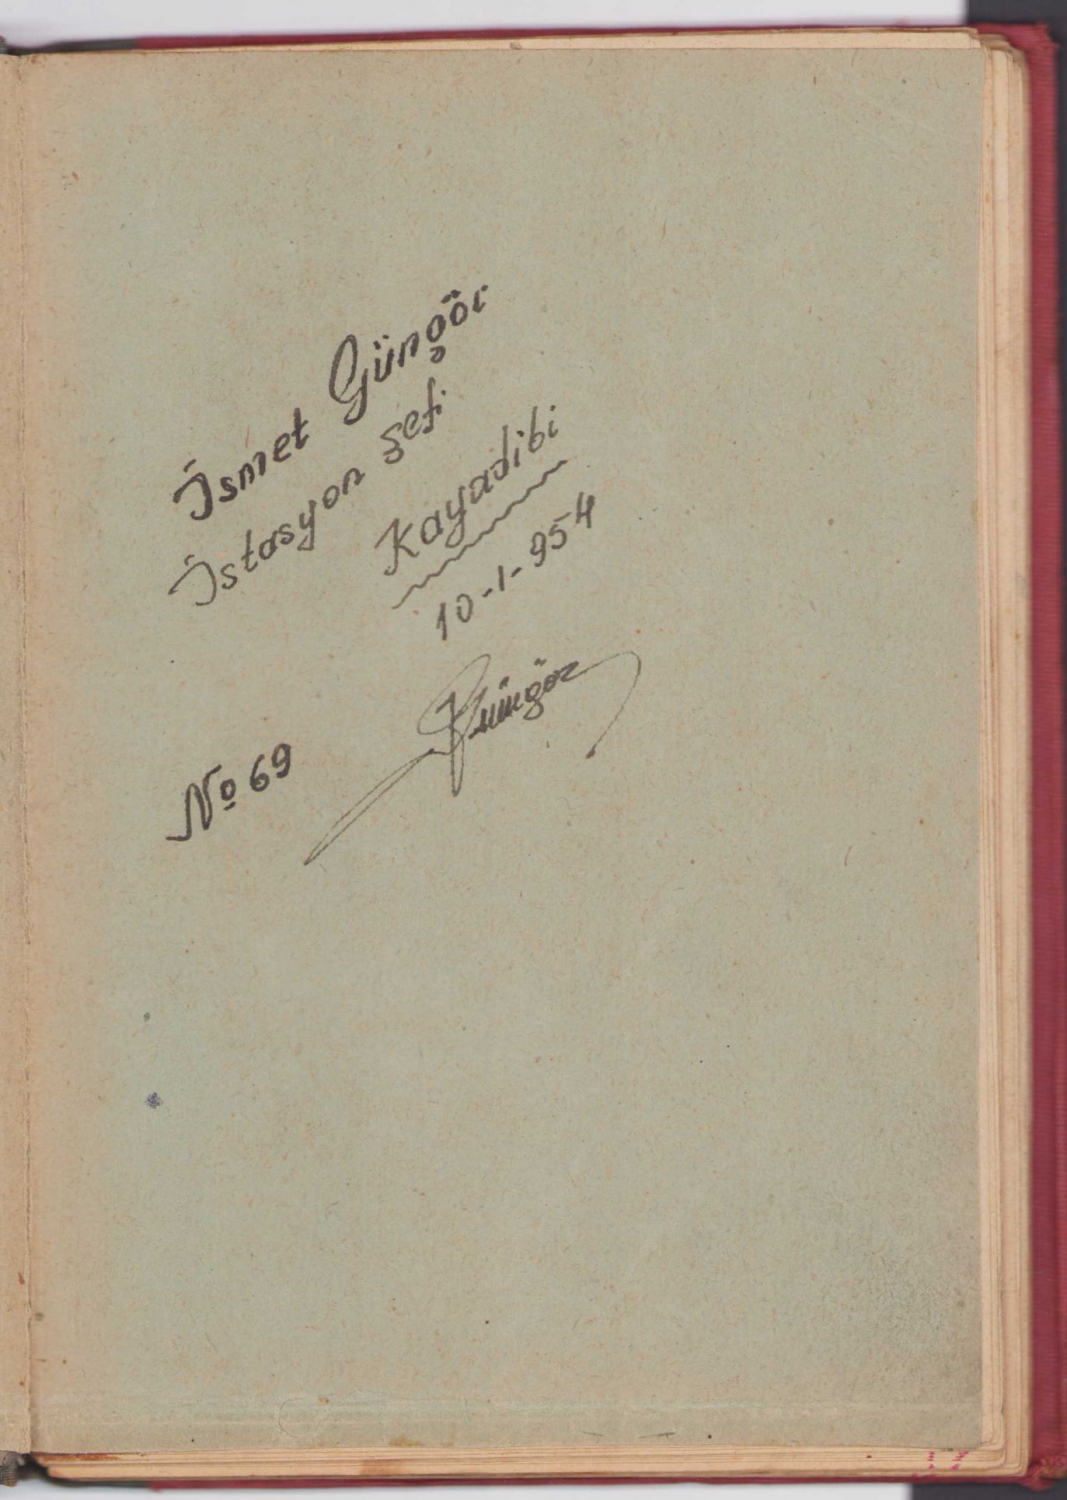 İsmet Güngör
İstasyon şefi
Kayadibi
10-1-954
Güngör
No 69